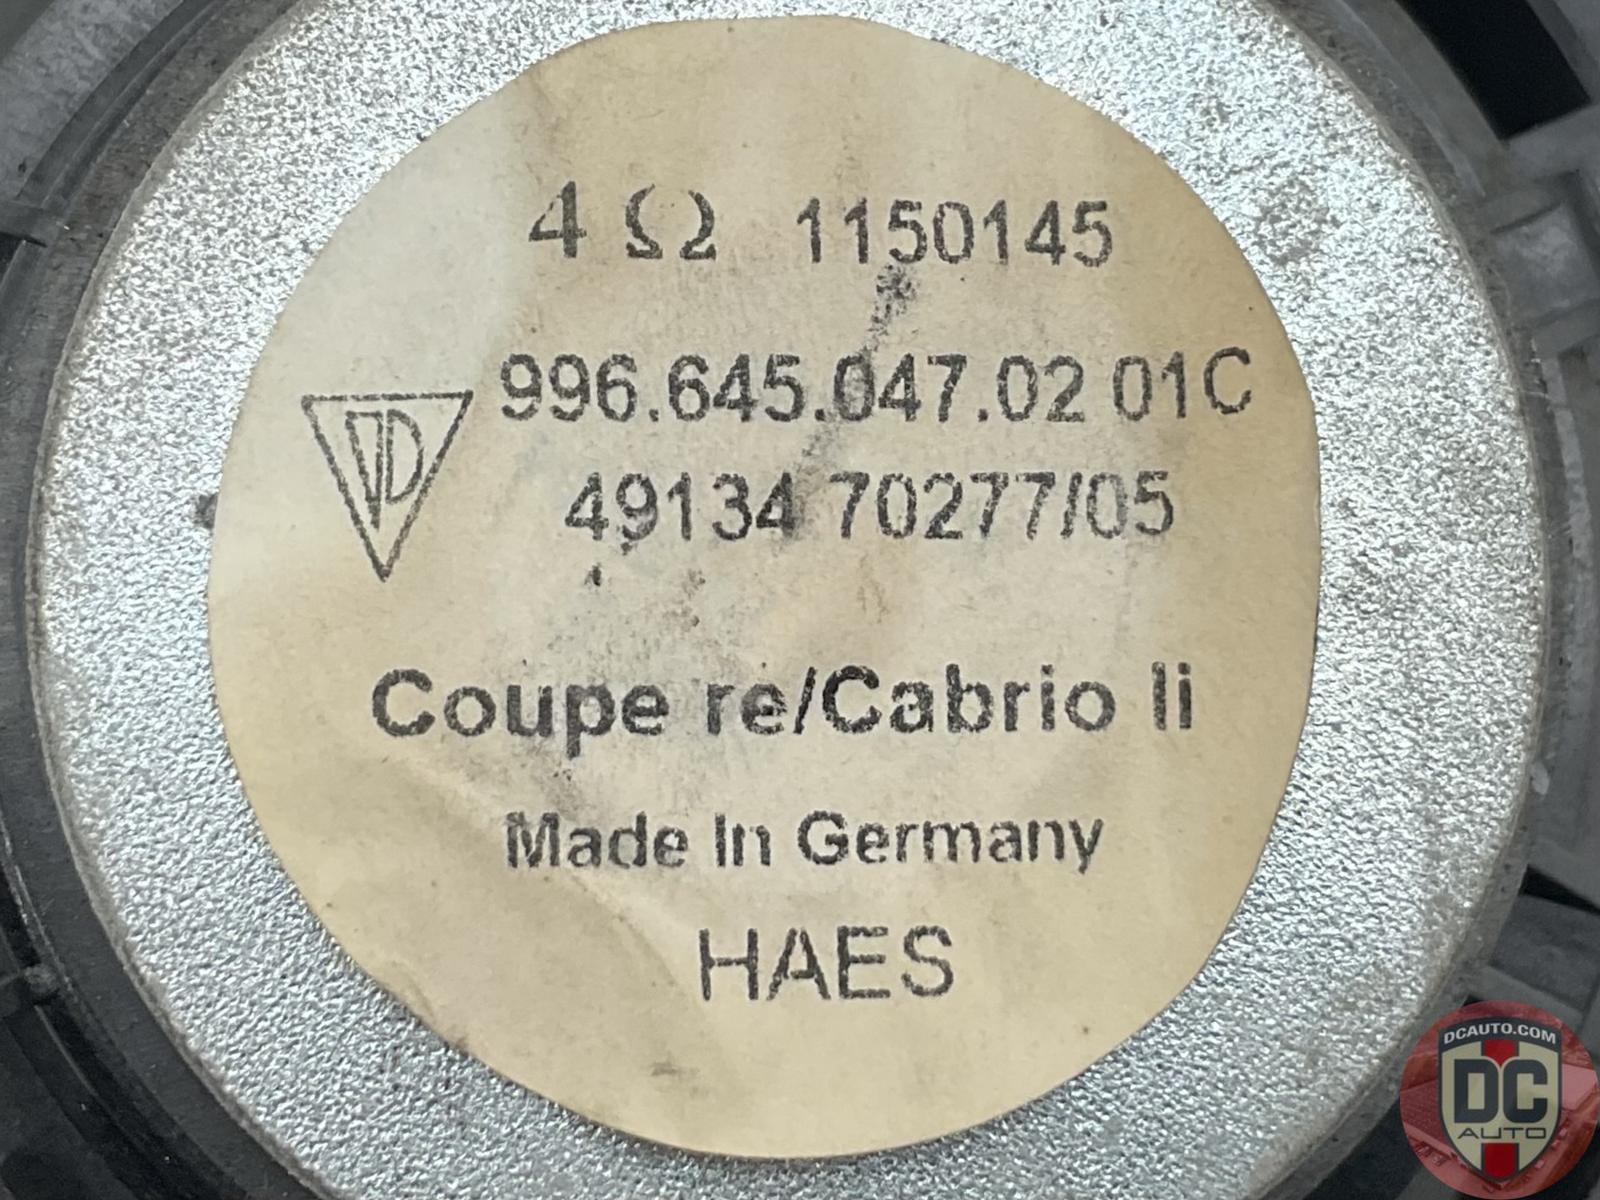 4 Ω 1150145
996.645.047.02 01C
49134 70277/05
Coupe re/Cabrio li
Made In Germany
HAES
DCAUTO.COM
DC
AUTO